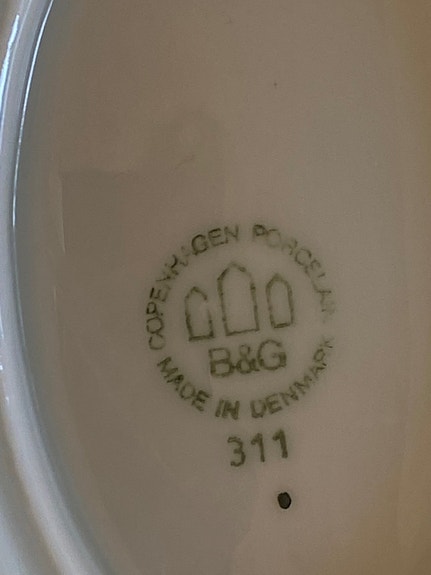 COPENHAGEN PORCELAIN
B&G
MADE IN DENMARK
311